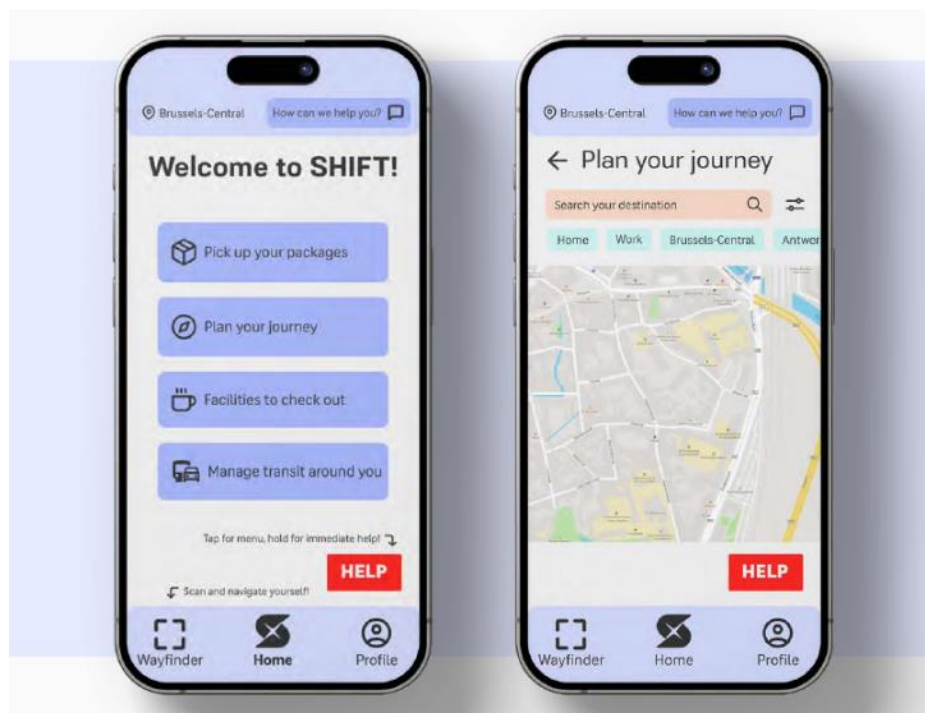 Brussels-Central
How can we help you?
Welcome to SHIFT!
Pick up your packages
Plan your journey
Facilities to check out
Manage transit around you
Tap for menu, hold for immediate help!
HELP
Scan and navigate yourself!
Wayfinder
Home
Profile
Brussels-Central
How can we help you?
Plan your journey
Search your destination
Home
Work
Brussels-Central
Antwer
HELP
Wayfinder
Home
Profile